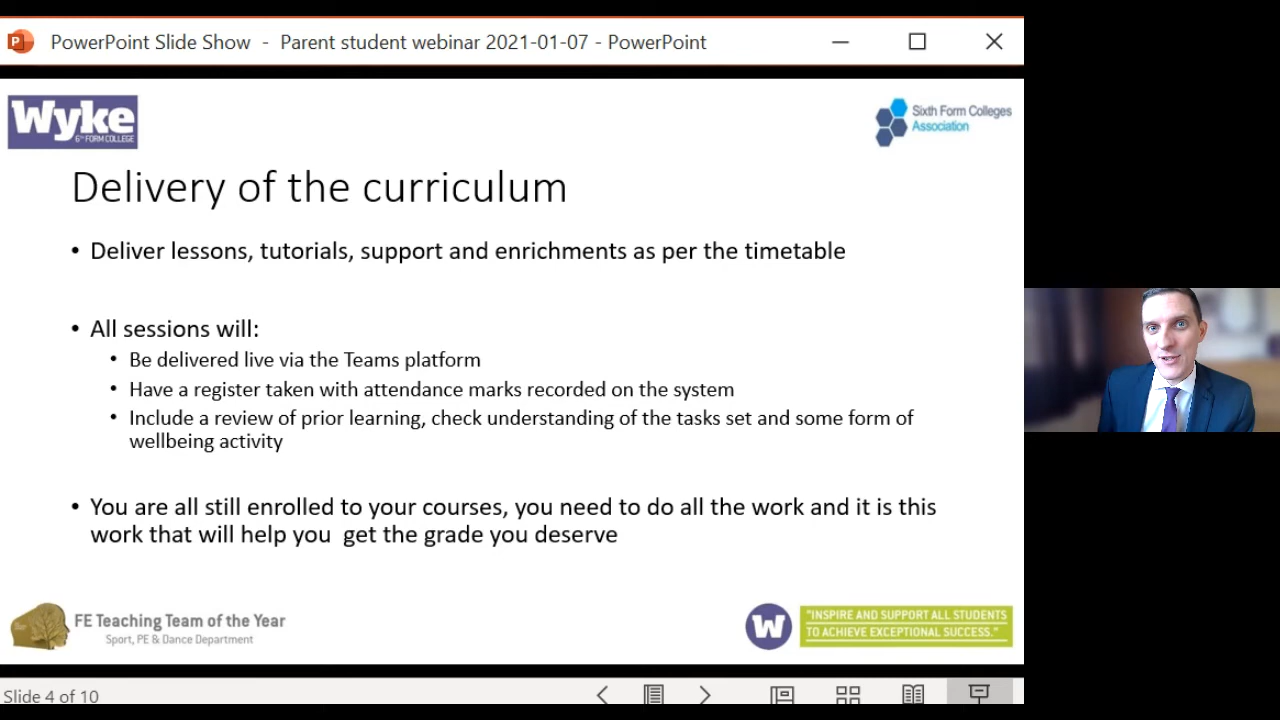 PowerPoint Slide Show - Parent student webinar 2021-01-07 - PowerPoint
Wyke
6TH FORM COLLEGE
Sixth Form Colleges
Association
Delivery of the curriculum
• Deliver lessons, tutorials, support and enrichments as per the timetable
• All sessions will:
• Be delivered live via the Teams platform
• Have a register taken with attendance marks recorded on the system
• Include a review of prior learning, check understanding of the tasks set and some form of
wellbeing activity
• You are all still enrolled to your courses, you need to do all the work and it is this
work that will help you  get the grade you deserve
FE Teaching Team of the Year
Sport, PE & Dance Department
W
"INSPIRE AND SUPPORT ALL STUDENTS
TO ACHIEVE EXCEPTIONAL SUCCESS."
Slide 4 of 10